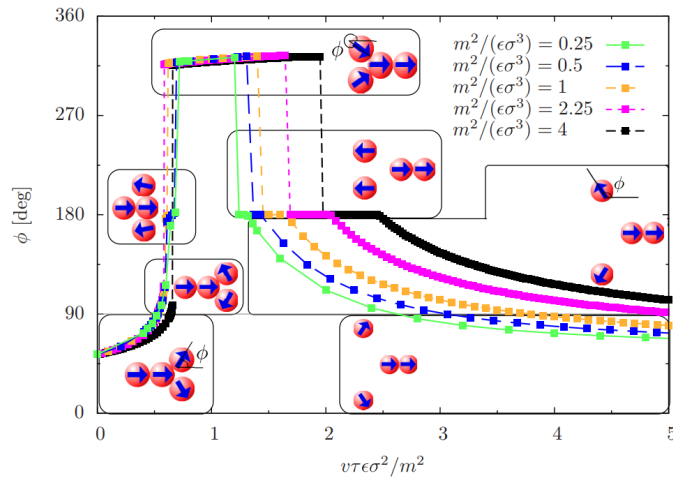 360
270
180
90
0
ϕ [deg]
ϕ
m²/(ϵσ³) = 0.25
m²/(ϵσ³) = 0.5
m²/(ϵσ³) = 1
m²/(ϵσ³) = 2.25
m²/(ϵσ³) = 4
ϕ
ϕ
0 1 2 3 4 5
vτϵσ²/m²